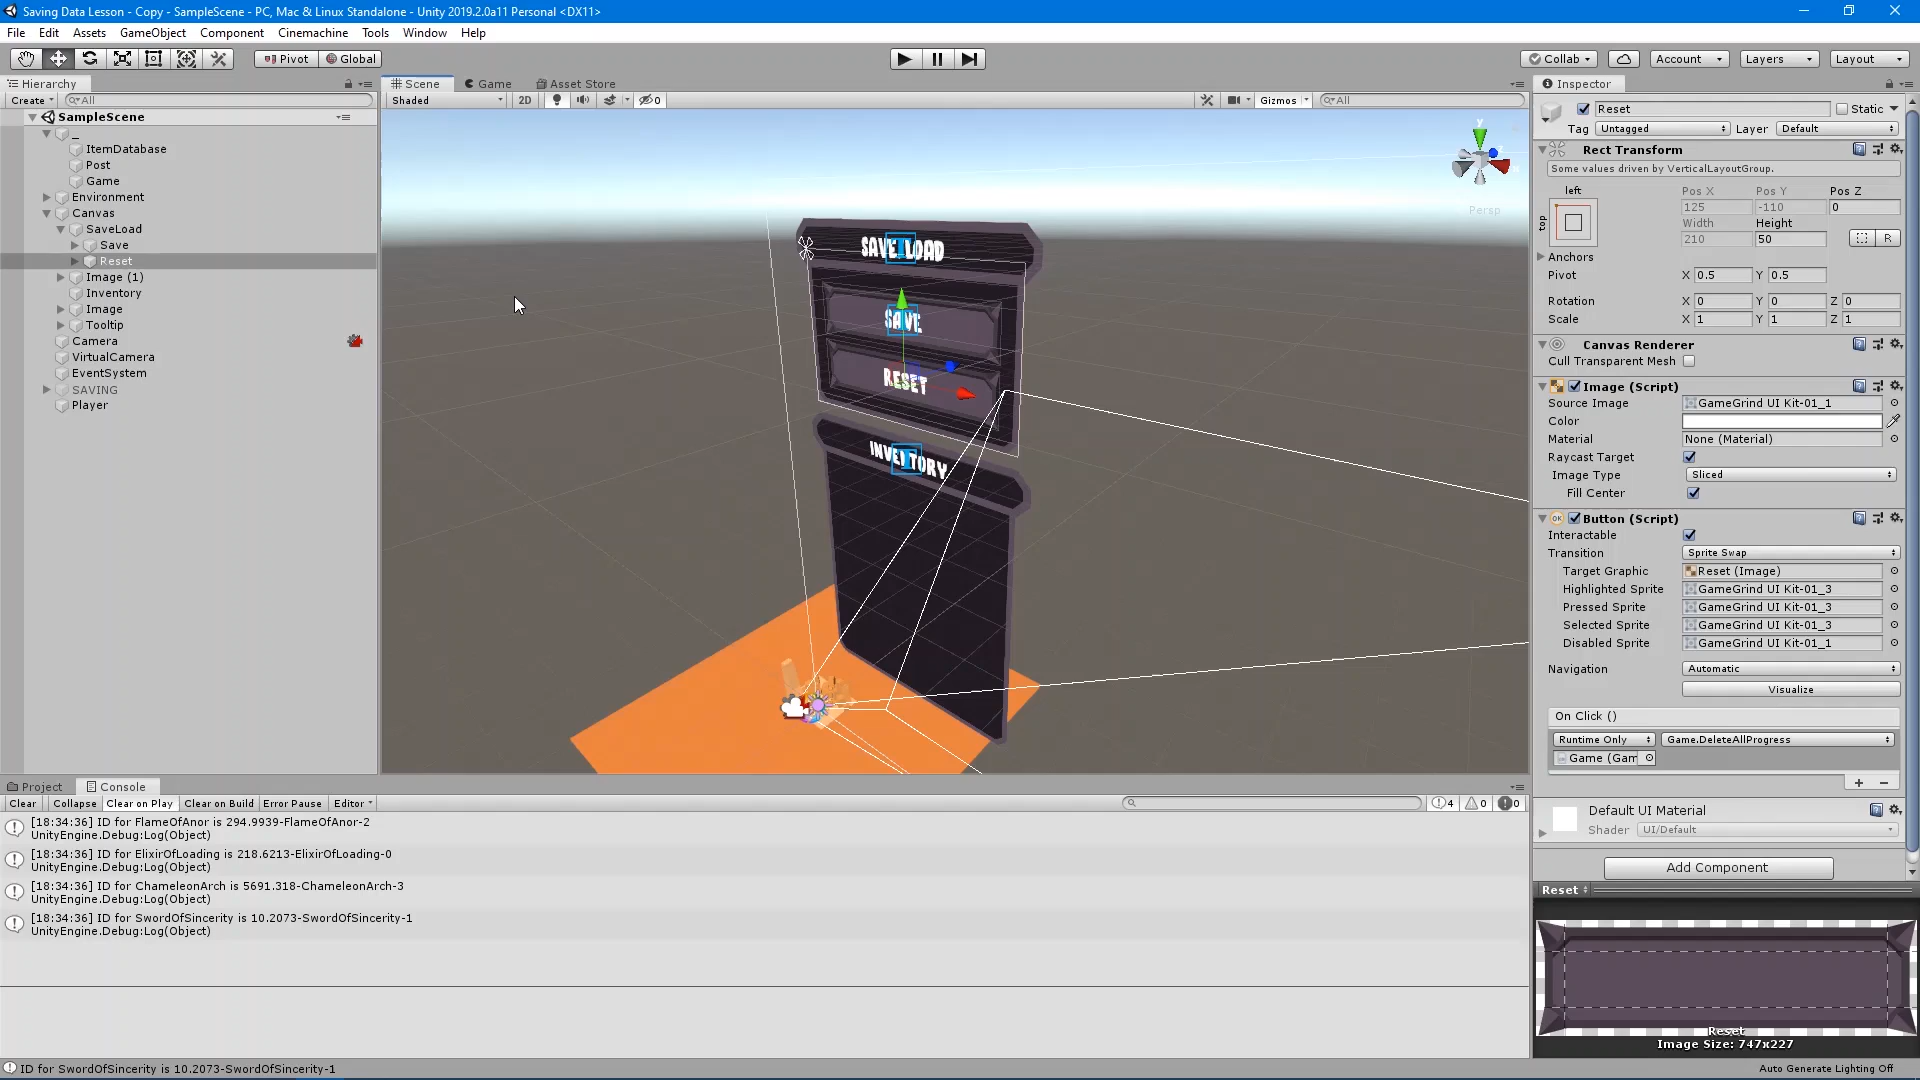 Saving Data Lesson - Copy - SampleScene - PC, Mac & Linux Standalone - Unity 2019.2.0a11 Personal <DX11>
File Edit Assets GameObject Component Cinemachine Tools Window Help
Pivot Global Collab Account Layers Layout
Hierarchy
Create All
SampleScene
_
ItemDatabase
Post
Game
Environment
Canvas
SaveLoad
Save
Reset
Image (1)
Inventory
Image
Tooltip
Camera
VirtualCamera
EventSystem
SAVING
Player
Scene Game Asset Store
Shaded 2D 0 Gizmos All
y
Persp
SAVE LOAD
SAVE
RESET
INVENTORY
Inspector
Reset Static
Tag Untagged Layer Default
Rect Transform
Some values driven by VerticalLayoutGroup.
left Pos X Pos Y Pos Z
top 125 -110 0
Width Height
210 50 R
Anchors
Pivot X 0.5 Y 0.5
Rotation X 0 Y 0 Z 0
Scale X 1 Y 1 Z 1
Canvas Renderer
Cull Transparent Mesh
Image (Script)
Source Image GameGrind UI Kit-01_1
Color
Material None (Material)
Raycast Target
Image Type Sliced
Fill Center
OK Button (Script)
Interactable
Transition Sprite Swap
Target Graphic Reset (Image)
Highlighted Sprite GameGrind UI Kit-01_3
Pressed Sprite GameGrind UI Kit-01_3
Selected Sprite GameGrind UI Kit-01_3
Disabled Sprite GameGrind UI Kit-01_1
Navigation Automatic
Visualize
On Click ()
Runtime Only Game.DeleteAllProgress
Game (Gam
Default UI Material
Shader UI/Default
Add Component
Reset
Reset
Image Size: 747x227
Project Console
Clear Collapse Clear on Play Clear on Build Error Pause Editor 4 0 0
[18:34:36] ID for FlameOfAnor is 294.9939-FlameOfAnor-2
UnityEngine.Debug:Log(Object)
[18:34:36] ID for ElixirOfLoading is 218.6213-ElixirOfLoading-0
UnityEngine.Debug:Log(Object)
[18:34:36] ID for ChameleonArch is 5691.318-ChameleonArch-3
UnityEngine.Debug:Log(Object)
[18:34:36] ID for SwordOfSincerity is 10.2073-SwordOfSincerity-1
UnityEngine.Debug:Log(Object)
ID for SwordOfSincerity is 10.2073-SwordOfSincerity-1
Auto Generate Lighting Off